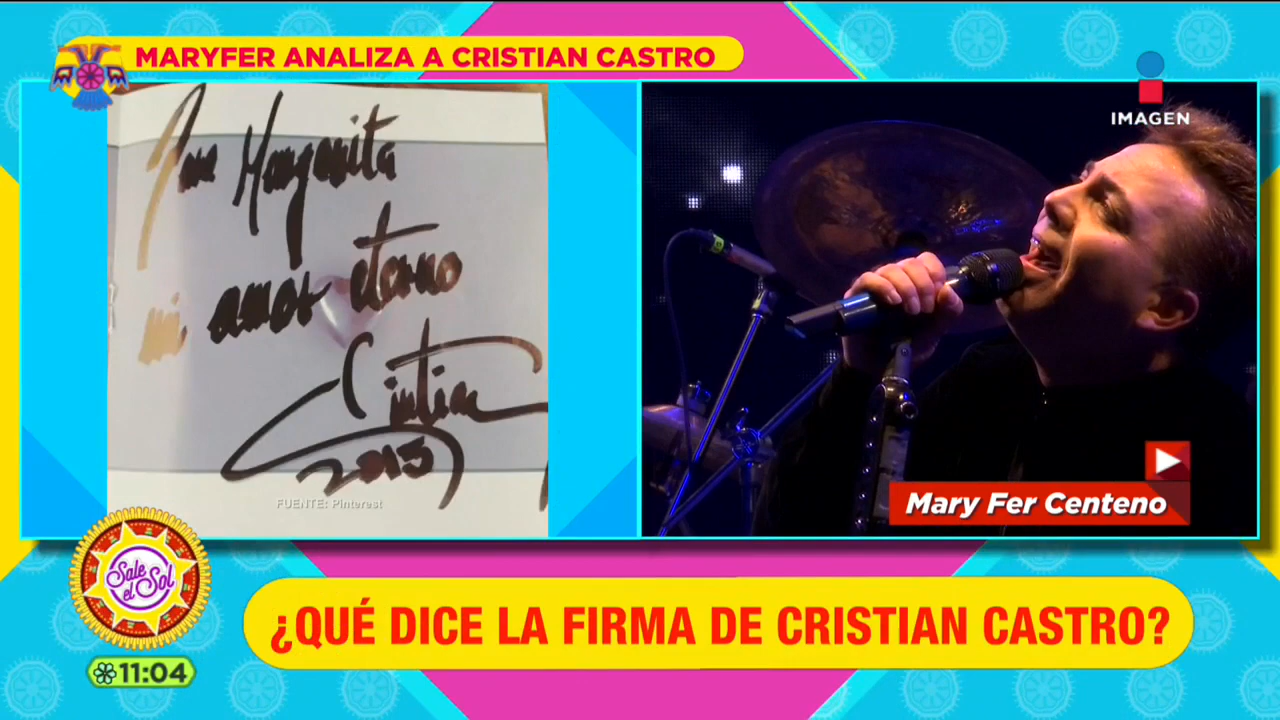 MARYFER ANALIZA A CRISTIAN CASTRO
IMAGEN
Para Margarita
mi amor eterno
Cristian
2015
FUENTE: Pinterest
Mary Fer Centeno
Sale el Sol
¿QUÉ DICE LA FIRMA DE CRISTIAN CASTRO?
11:04